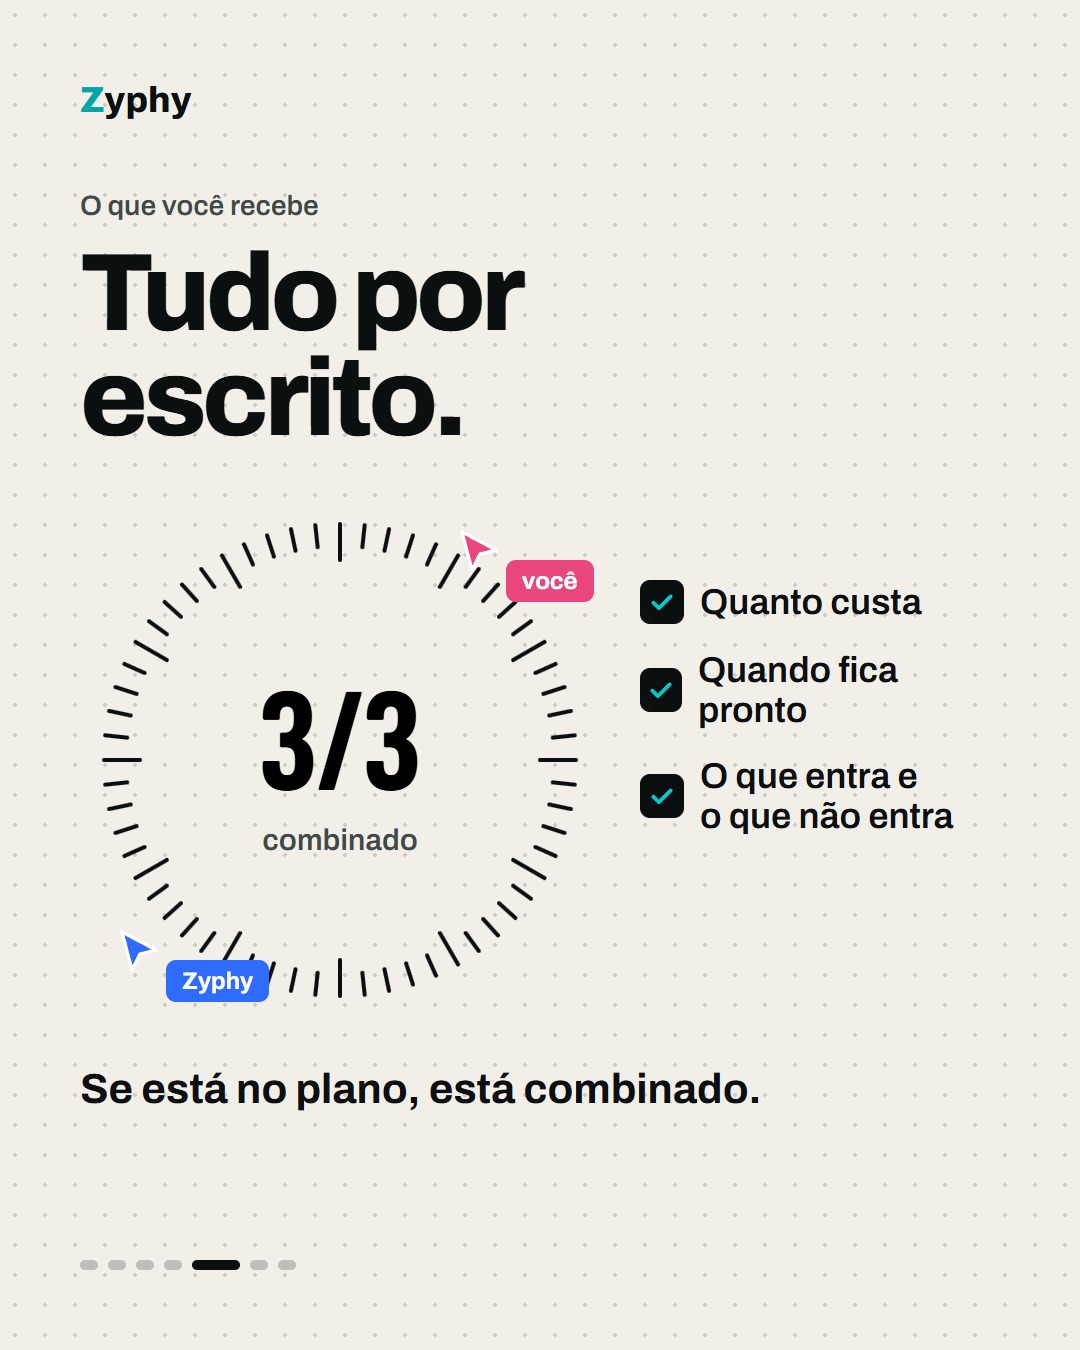 Zyphy
O que você recebe
Tudo por
escrito.
você
Quanto custa
Quando fica
pronto
O que entra e
o que não entra
3/3
combinado
Zyphy
Se está no plano, está combinado.